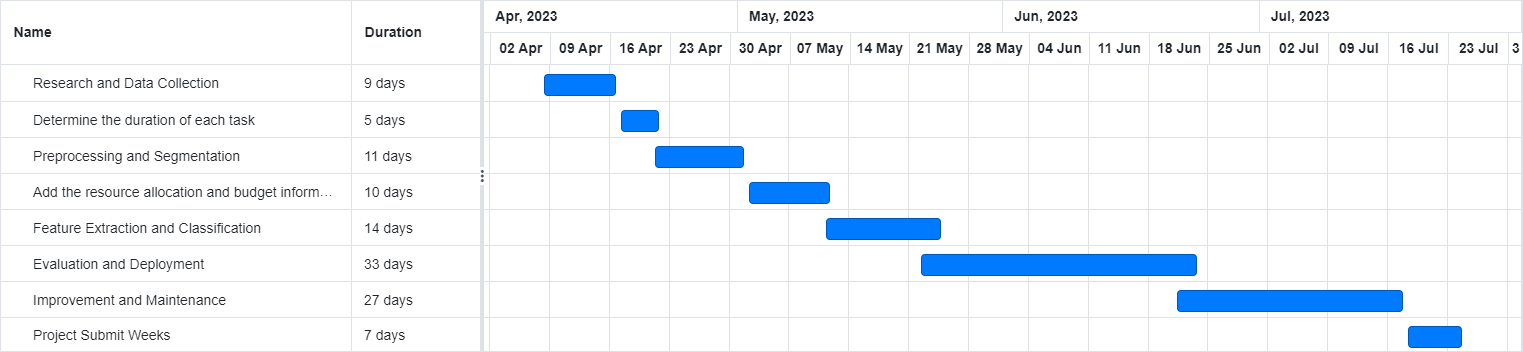 Name Duration Apr, 2023 May, 2023 Jun, 2023 Jul, 2023
02 Apr 09 Apr 16 Apr 23 Apr 30 Apr 07 May 14 May 21 May 28 May 04 Jun 11 Jun 18 Jun 25 Jun 02 Jul 09 Jul 16 Jul 23 Jul 3
Research and Data Collection 9 days
Determine the duration of each task 5 days
Preprocessing and Segmentation 11 days
Add the resource allocation and budget inform… 10 days
Feature Extraction and Classification 14 days
Evaluation and Deployment 33 days
Improvement and Maintenance 27 days
Project Submit Weeks 7 days